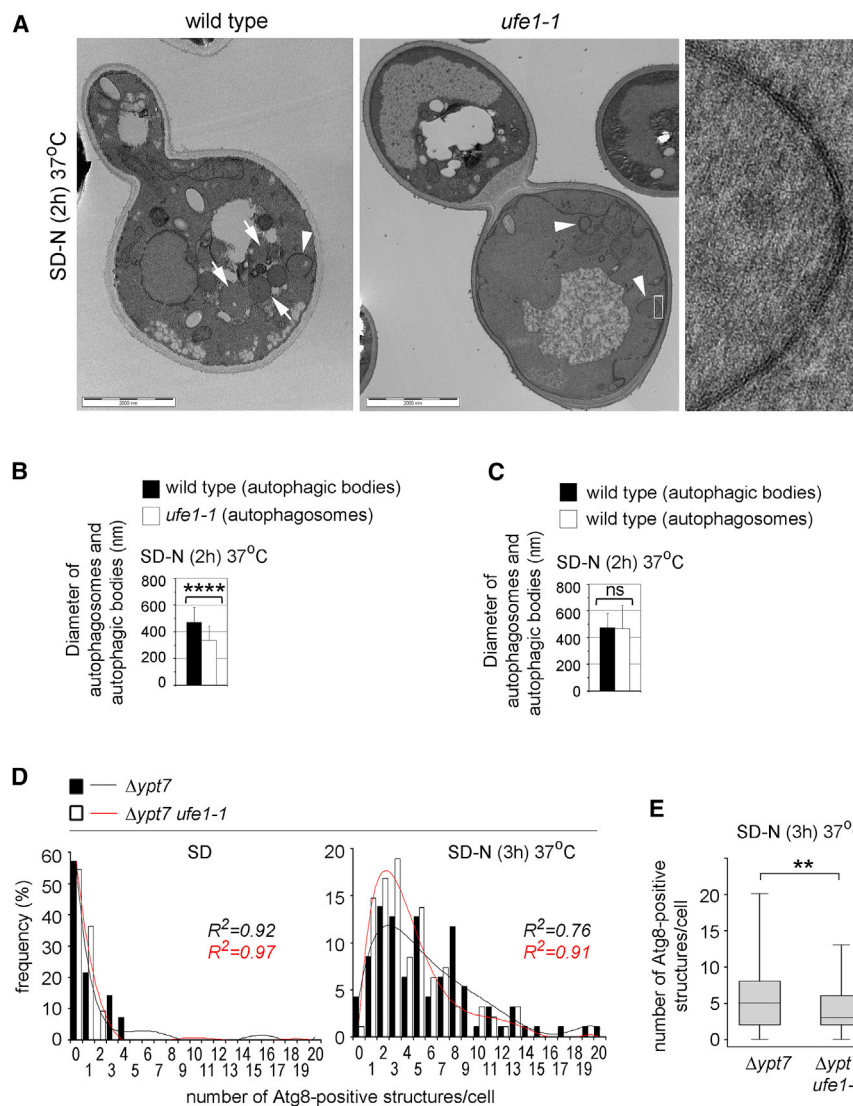 A
wild type
ufe1-1
SD-N (2h) 37°C
2000 nm
2000 nm
B
wild type (autophagic bodies)
ufe1-1 (autophagosomes)
SD-N (2h) 37°C
Diameter of
autophagosomes and
autophagic bodies (nm)
800
600
400
200
0
****
C
wild type (autophagic bodies)
wild type (autophagosomes)
SD-N (2h) 37°C
Diameter of
autophagosomes and
autophagic bodies (nm)
800
600
400
200
0
ns
D
Δypt7
Δypt7 ufe1-1
SD
SD-N (3h) 37°C
frequency (%)
60
50
40
30
20
10
0
R²=0.92
R²=0.97
0 2 4 6 8 10 12 14 16 18 20
1 3 5 7 9 11 13 15 17 19
20
15
10
5
0
R²=0.76
R²=0.91
0 2 4 6 8 10 12 14 16 18 20
1 3 5 7 9 11 13 15 17 19
number of Atg8-positive structures/cell
E
SD-N (3h) 37°
**
number of Atg8-positive
structures/cell
20
15
10
5
0
Δypt7
Δypt
ufe1-